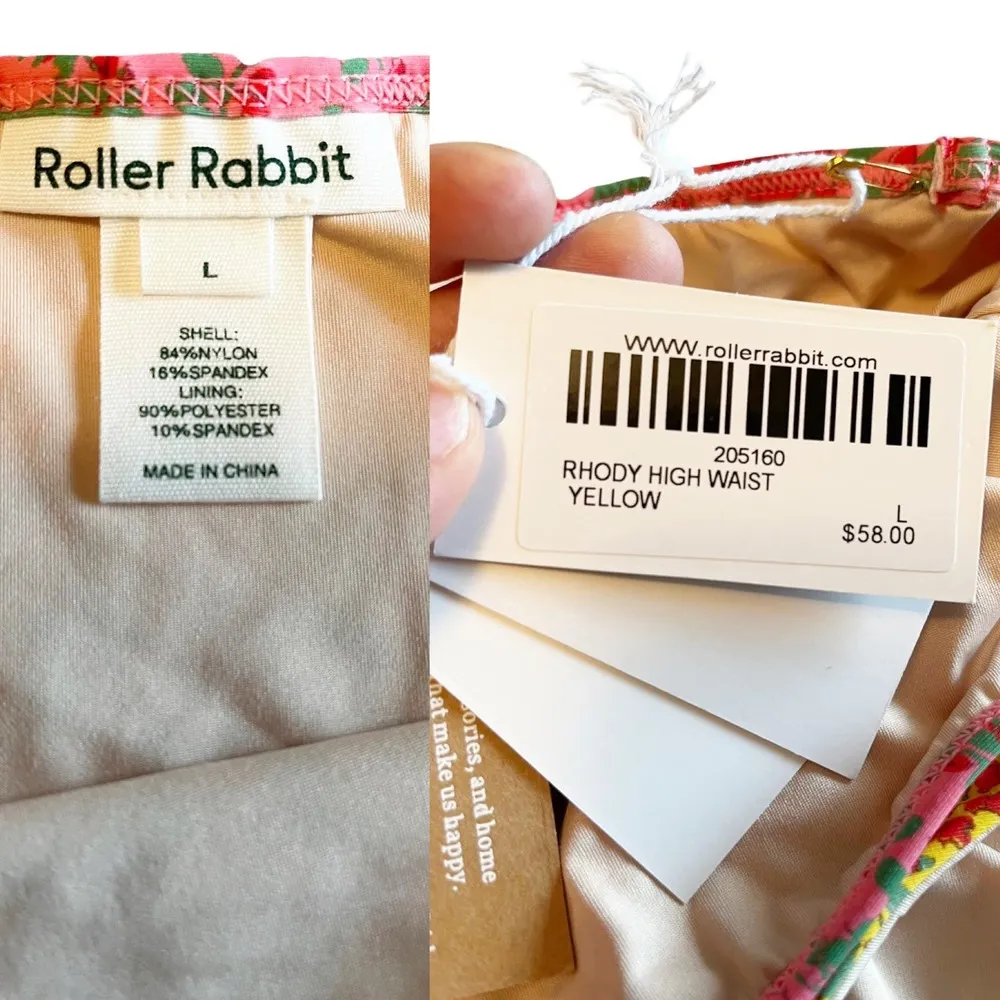 Roller Rabbit
L
SHELL:
84%NYLON
16%SPANDEX
LINING:
90%POLYESTER
10%SPANDEX
MADE IN CHINA
www.rollerrabbit.com
205160
RHODY HIGH WAIST
YELLOW
L
$58.00
ories, and home
at make us happy.